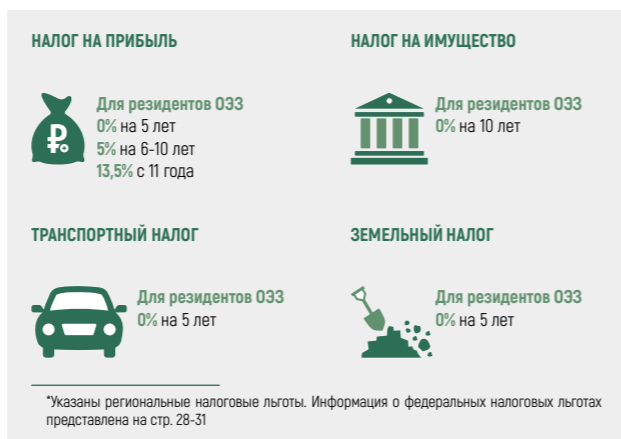 НАЛОГ НА ПРИБЫЛЬ
Для резидентов ОЭЗ
0% на 5 лет
5% на 6-10 лет
13,5% с 11 года
НАЛОГ НА ИМУЩЕСТВО
Для резидентов ОЭЗ
0% на 10 лет
ТРАНСПОРТНЫЙ НАЛОГ
Для резидентов ОЭЗ
0% на 5 лет
ЗЕМЕЛЬНЫЙ НАЛОГ
Для резидентов ОЭЗ
0% на 5 лет
*Указаны региональные налоговые льготы. Информация о федеральных налоговых льготах
представлена на стр. 28-31